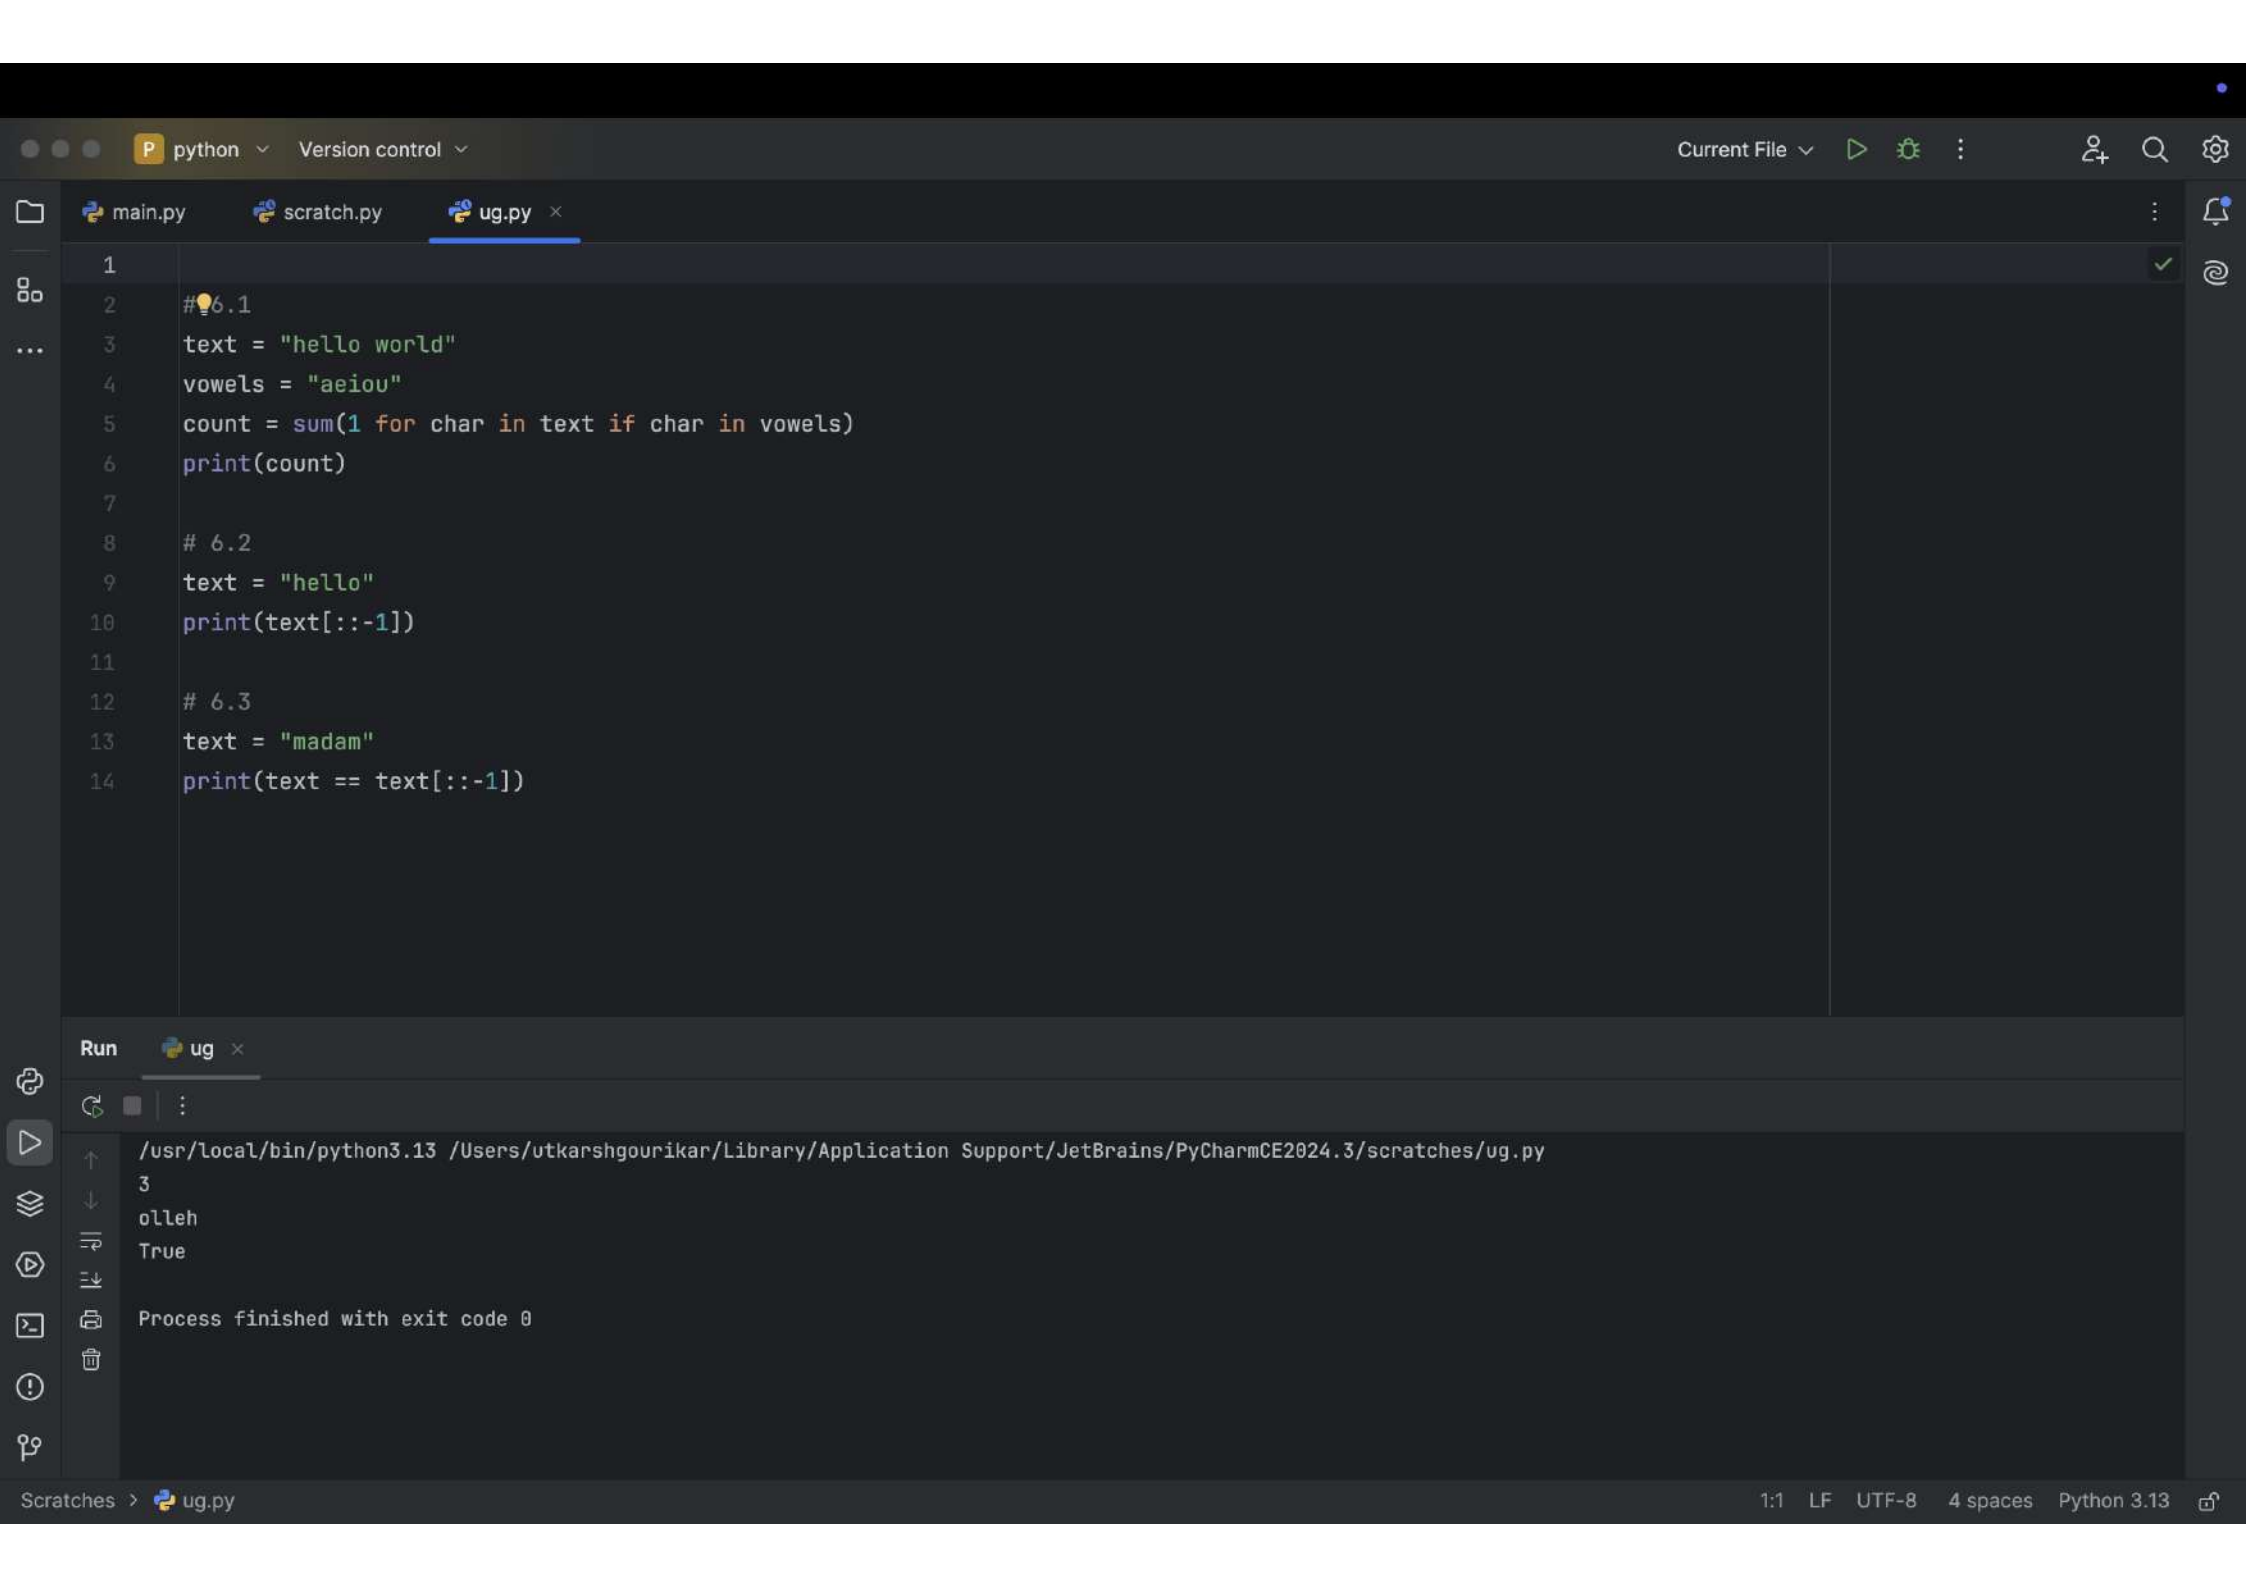 P python Version control Current File
main.py scratch.py ug.py
1
2 # 6.1
3 text = "hello world"
4 vowels = "aeiou"
5 count = sum(1 for char in text if char in vowels)
6 print(count)
7
8 # 6.2
9 text = "hello"
10 print(text[::-1])
11
12 # 6.3
13 text = "madam"
14 print(text == text[::-1])
Run ug
/usr/local/bin/python3.13 /Users/utkarshgourikar/Library/Application Support/JetBrains/PyCharmCE2024.3/scratches/ug.py
3
olleh
True
Process finished with exit code 0
Scratches > ug.py 1:1 LF UTF-8 4 spaces Python 3.13